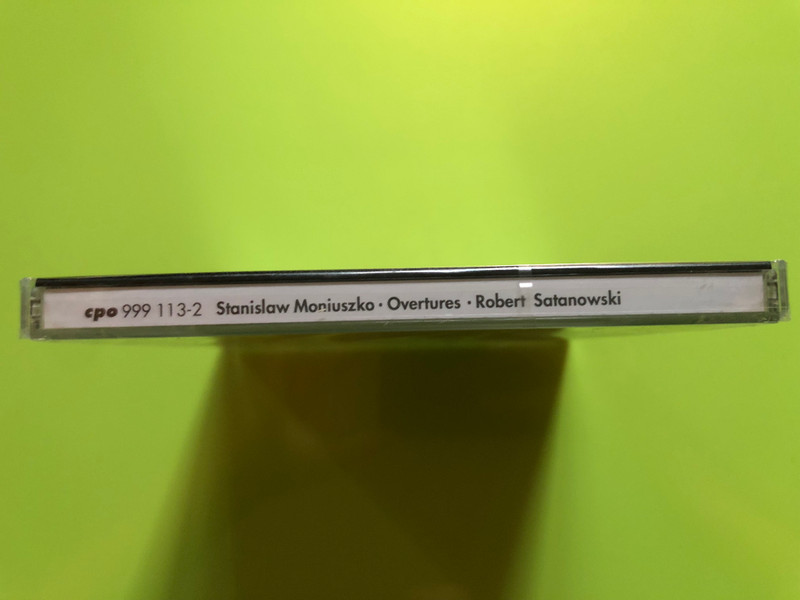 cpo 999 113-2 Stanislaw Moniuszko · Overtures · Robert Satanowski